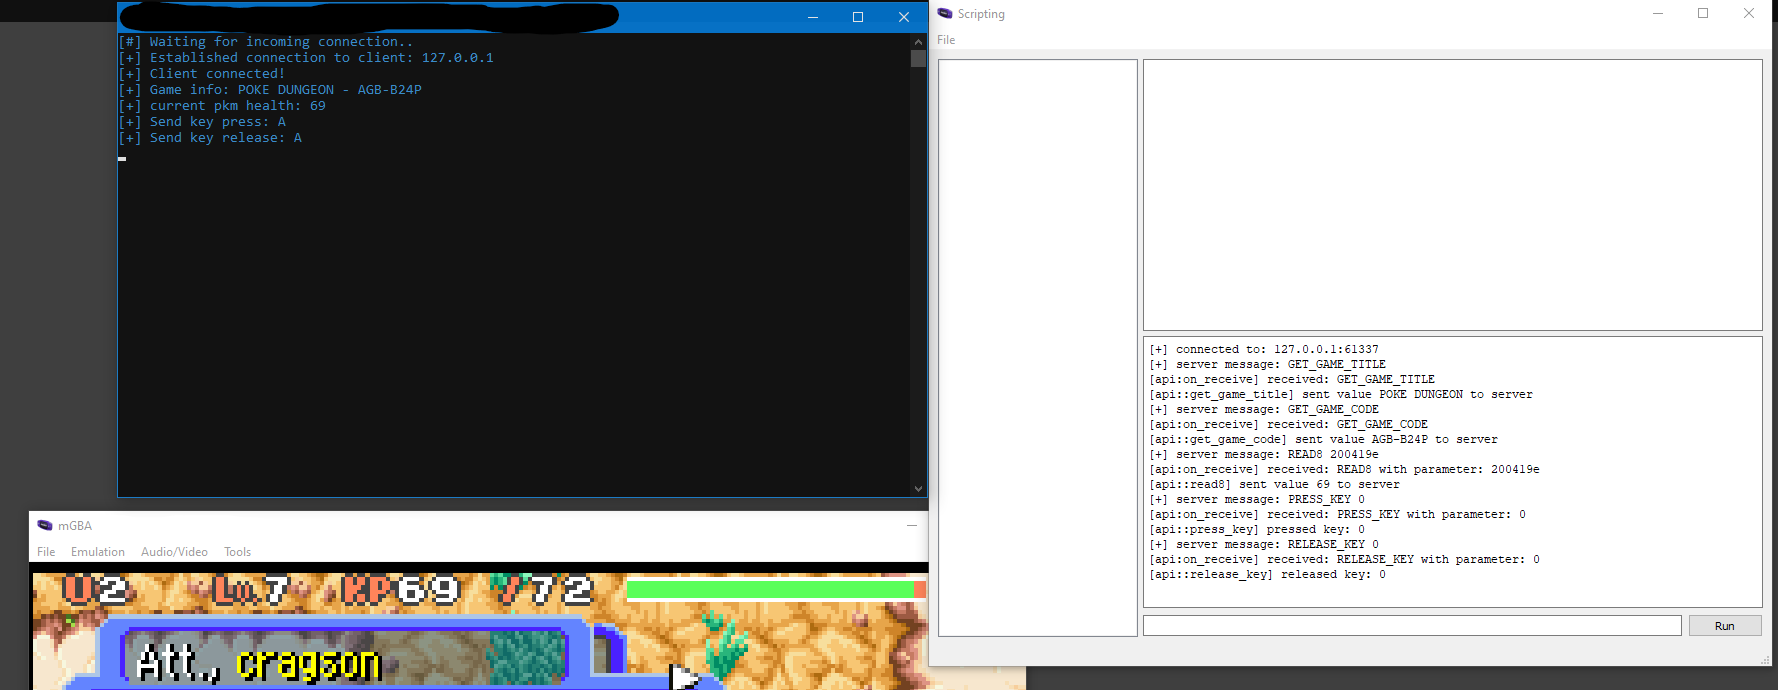 [#] Waiting for incoming connection..
[+] Established connection to client: 127.0.0.1
[+] Client connected!
[+] Game info: POKE DUNGEON - AGB-B24P
[+] current pkm health: 69
[+] Send key press: A
[+] Send key release: A
Scripting
File
[+] connected to: 127.0.0.1:61337
[+] server message: GET_GAME_TITLE
[api:on_receive] received: GET_GAME_TITLE
[api::get_game_title] sent value POKE DUNGEON to server
[+] server message: GET_GAME_CODE
[api:on_receive] received: GET_GAME_CODE
[api::get_game_code] sent value AGB-B24P to server
[+] server message: READ8 200419e
[api:on_receive] received: READ8 with parameter: 200419e
[api::read8] sent value 69 to server
[+] server message: PRESS_KEY 0
[api:on_receive] received: PRESS_KEY with parameter: 0
[api::press_key] pressed key: 0
[+] server message: RELEASE_KEY 0
[api:on_receive] received: RELEASE_KEY with parameter: 0
[api::release_key] released key: 0
Run
mGBA
File Emulation Audio/Video Tools
U2 Lu.7 KP69/72
Att., cragson